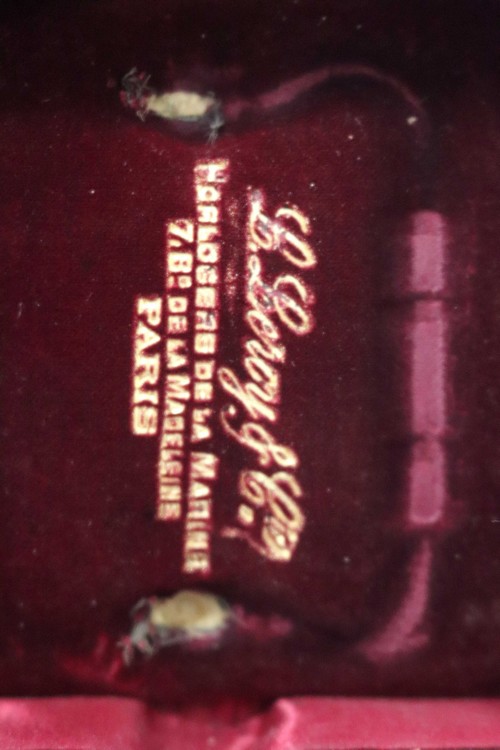 L. Leroy & Cie
HORLOGERS DE LA MARINE
7. Bd DE LA MADELEINE
PARIS